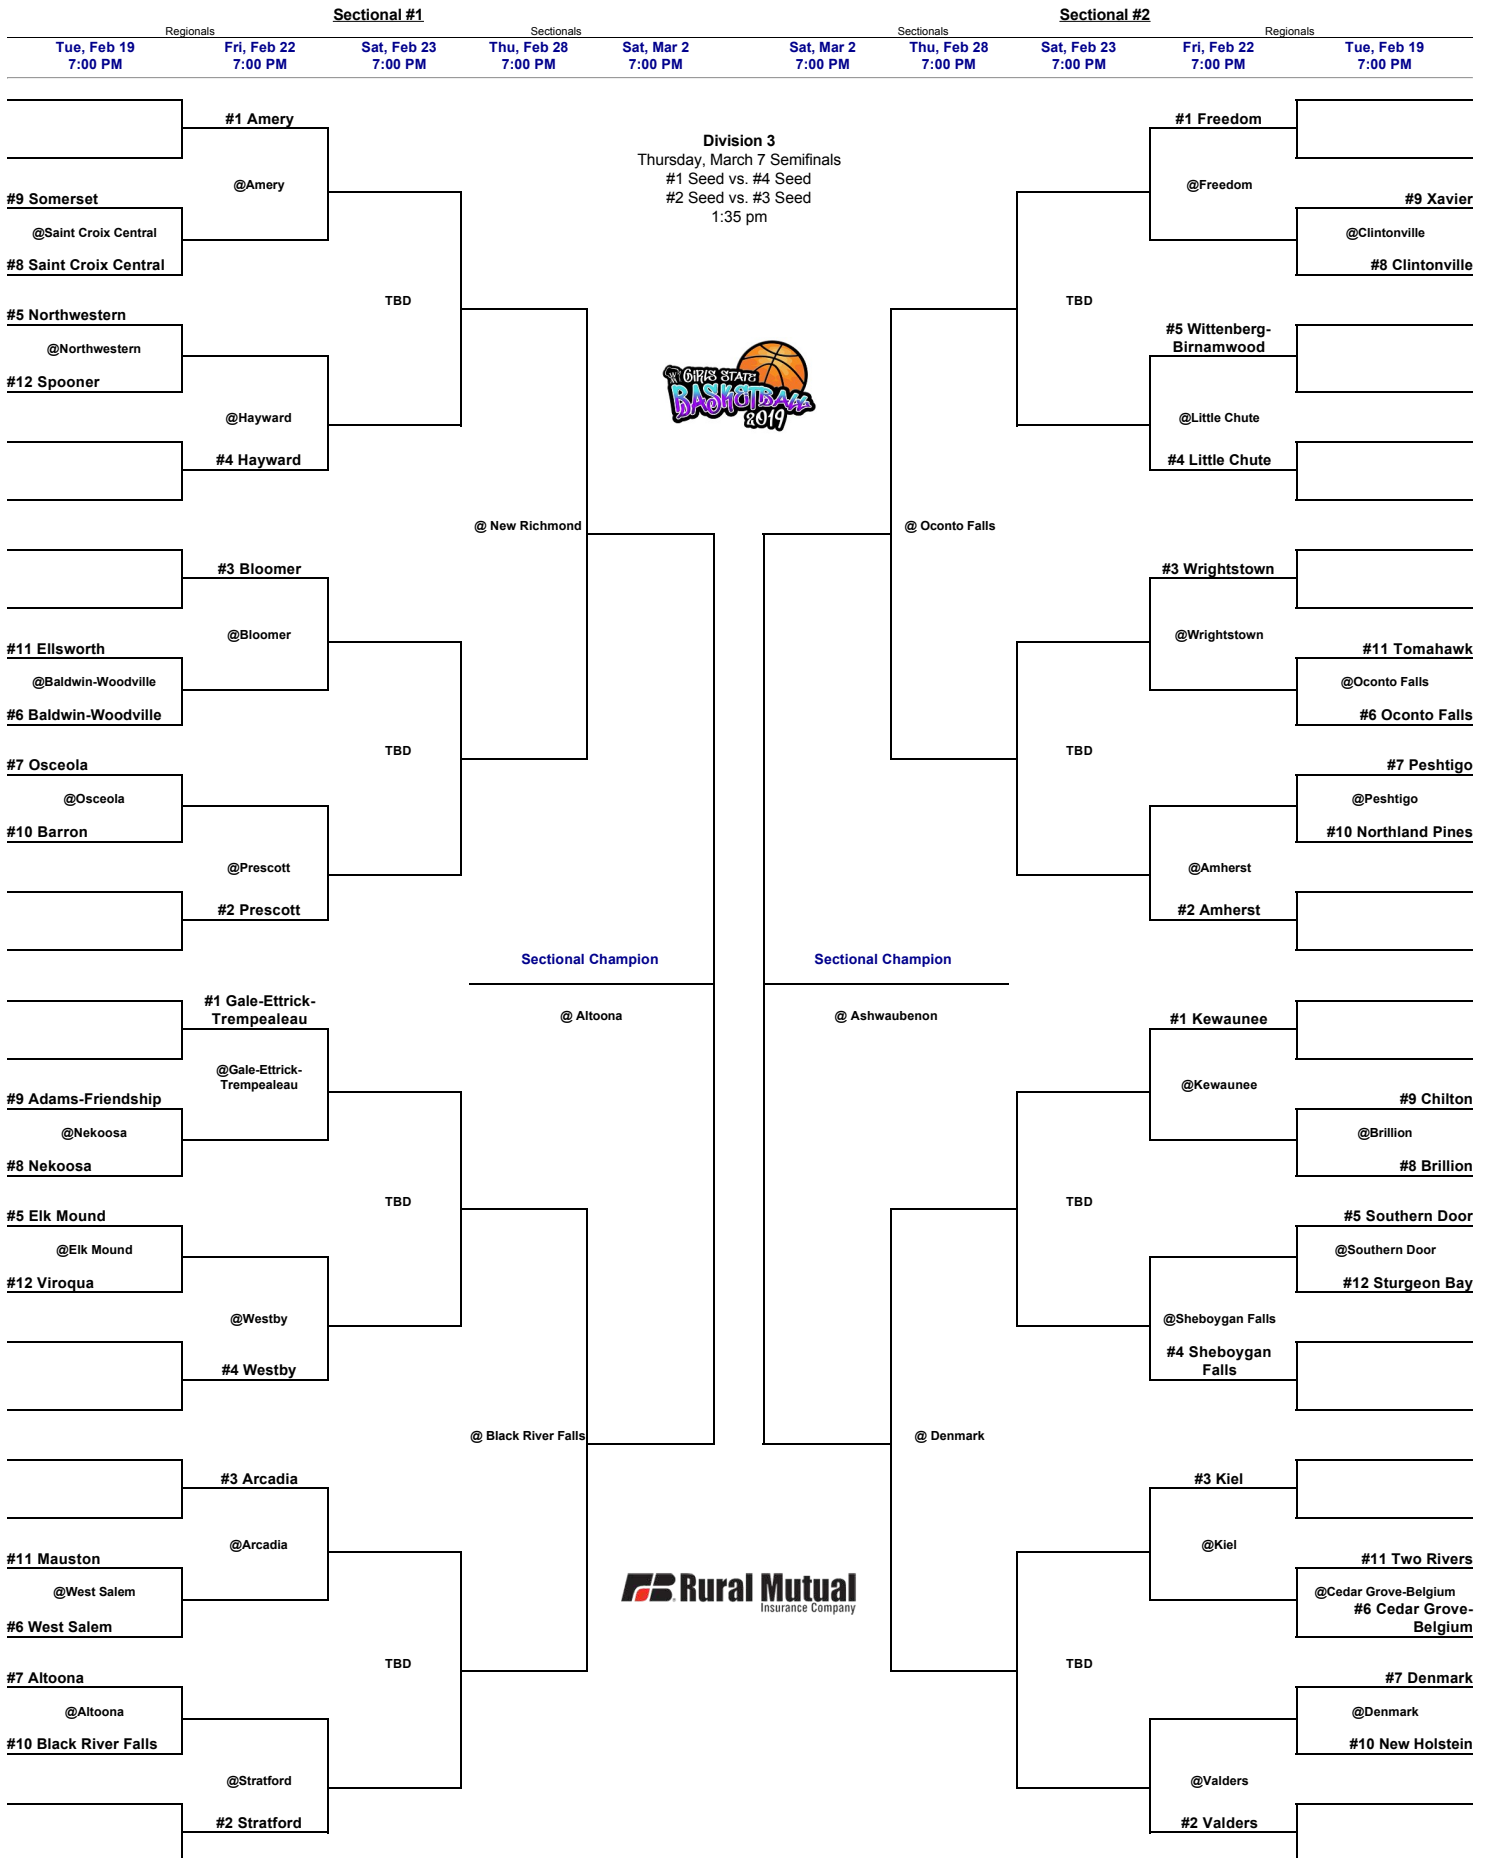 Sectional #1
Sectional #2
Regionals
Sectionals
Sectionals
Regionals
Tue, Feb 19
7:00 PM
Fri, Feb 22
7:00 PM
Sat, Feb 23
7:00 PM
Thu, Feb 28
7:00 PM
Sat, Mar 2
7:00 PM
Sat, Mar 2
7:00 PM
Thu, Feb 28
7:00 PM
Sat, Feb 23
7:00 PM
Fri, Feb 22
7:00 PM
Tue, Feb 19
7:00 PM
#1 Amery
@Amery
#9 Somerset
@Saint Croix Central
#8 Saint Croix Central
TBD
#5 Northwestern
@Northwestern
#12 Spooner
@Hayward
#4 Hayward
@ New Richmond
#3 Bloomer
@Bloomer
#11 Ellsworth
@Baldwin-Woodville
#6 Baldwin-Woodville
TBD
#7 Osceola
@Osceola
#10 Barron
@Prescott
#2 Prescott
Sectional Champion
@ Altoona
#1 Gale-Ettrick-
Trempealeau
@Gale-Ettrick-
Trempealeau
#9 Adams-Friendship
@Nekoosa
#8 Nekoosa
TBD
#5 Elk Mound
@Elk Mound
#12 Viroqua
@Westby
#4 Westby
@ Black River Falls
#3 Arcadia
@Arcadia
#11 Mauston
@West Salem
#6 West Salem
TBD
#7 Altoona
@Altoona
#10 Black River Falls
@Stratford
#2 Stratford
Division 3
Thursday, March 7 Semifinals
#1 Seed vs. #4 Seed
#2 Seed vs. #3 Seed
1:35 pm
GIRLS STATE
BASKETBALL
2019
Rural Mutual
Insurance Company
#1 Freedom
@Freedom
#9 Xavier
@Clintonville
#8 Clintonville
TBD
#5 Wittenberg-
Birnamwood
@Little Chute
#4 Little Chute
@ Oconto Falls
#3 Wrightstown
@Wrightstown
#11 Tomahawk
@Oconto Falls
#6 Oconto Falls
TBD
#7 Peshtigo
@Peshtigo
#10 Northland Pines
@Amherst
#2 Amherst
Sectional Champion
@ Ashwaubenon
#1 Kewaunee
@Kewaunee
#9 Chilton
@Brillion
#8 Brillion
TBD
#5 Southern Door
@Southern Door
#12 Sturgeon Bay
@Sheboygan Falls
#4 Sheboygan
Falls
@ Denmark
#3 Kiel
@Kiel
#11 Two Rivers
@Cedar Grove-Belgium
#6 Cedar Grove-
Belgium
TBD
#7 Denmark
@Denmark
#10 New Holstein
@Valders
#2 Valders